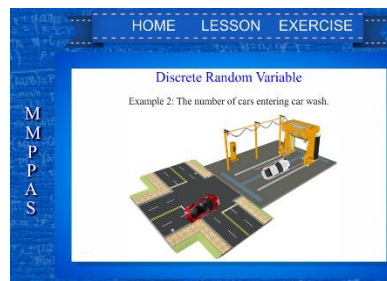 HOME LESSON EXERCISE
Discrete Random Variable
Example 2: The number of cars entering car wash.
M
M
P
P
A
S